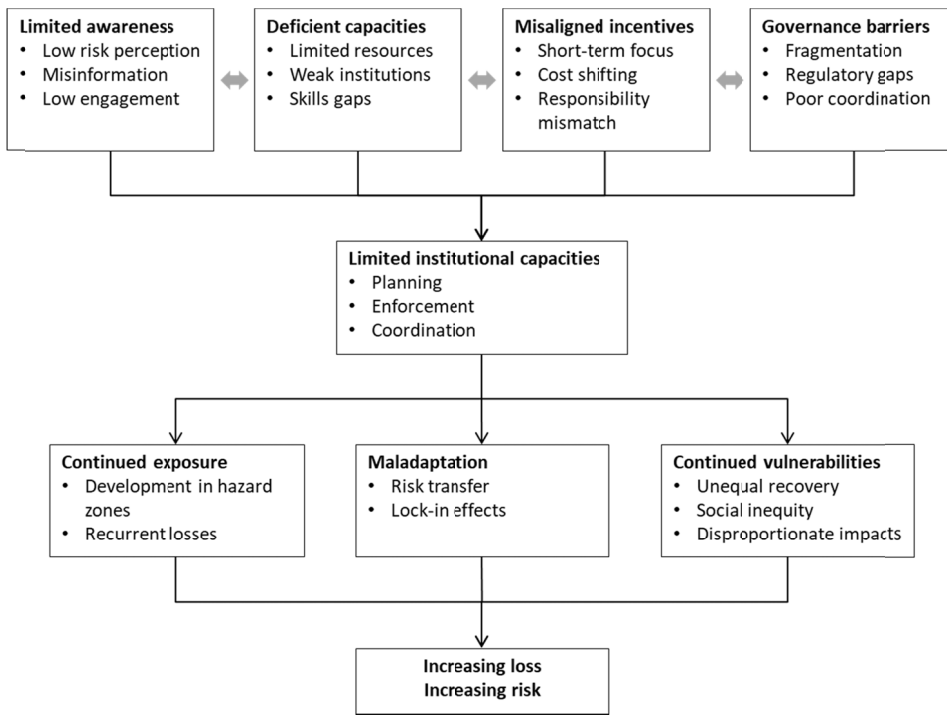 Limited awareness
• Low risk perception
• Misinformation
• Low engagement
Deficient capacities
• Limited resources
• Weak institutions
• Skills gaps
Misaligned incentives
• Short-term focus
• Cost shifting
• Responsibility
mismatch
Governance barriers
• Fragmentation
• Regulatory gaps
• Poor coordination
Limited institutional capacities
• Planning
• Enforcement
• Coordination
Continued exposure
• Development in hazard
zones
• Recurrent losses
Maladaptation
• Risk transfer
• Lock-in effects
Continued vulnerabilities
• Unequal recovery
• Social inequity
• Disproportionate impacts
Increasing loss
Increasing risk